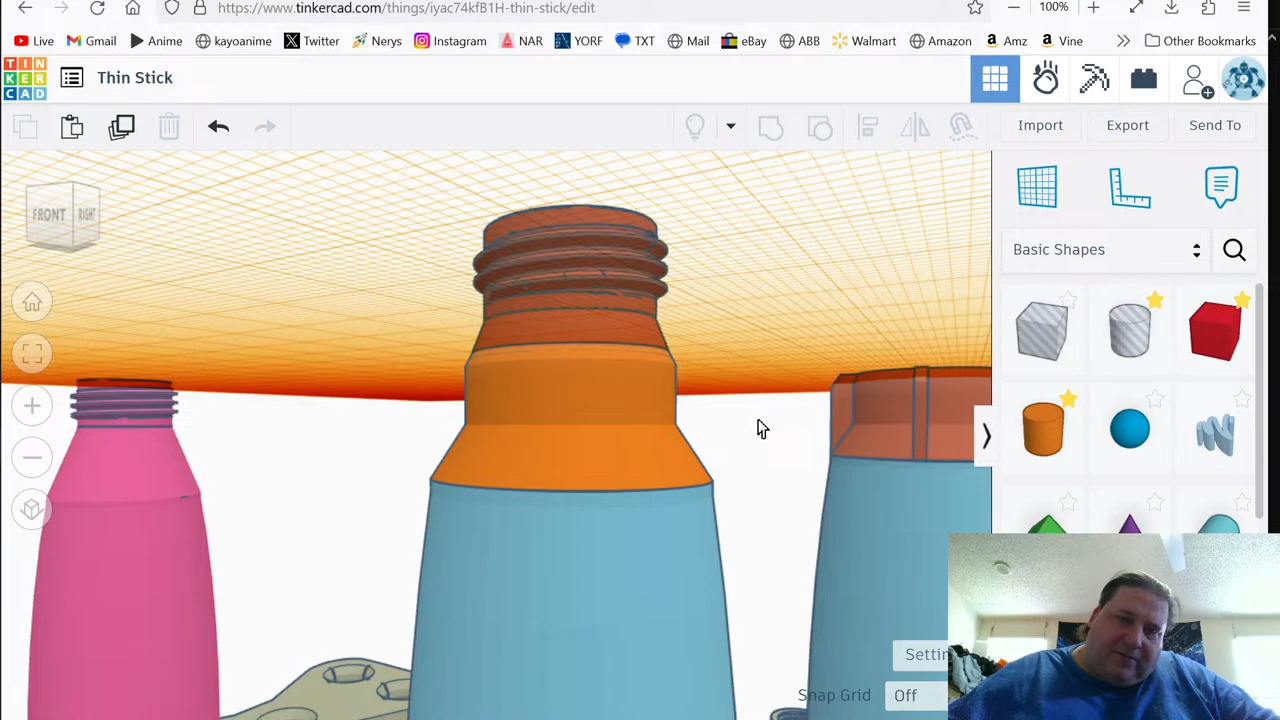 https://www.tinkercad.com/things/iyac74kfB1H-thin-stick/edit
100%
Live
Gmail
Anime
kayoanime
Twitter
Nerys
Instagram
NAR
YORF
TXT
Mail
eBay
ABB
Walmart
Amazon
Amz
Vine
Other Bookmarks
TIN
KER
CAD
Thin Stick
Import
Export
Send To
FRONT
RIGHT
Basic Shapes
Settin
Snap Grid
Off